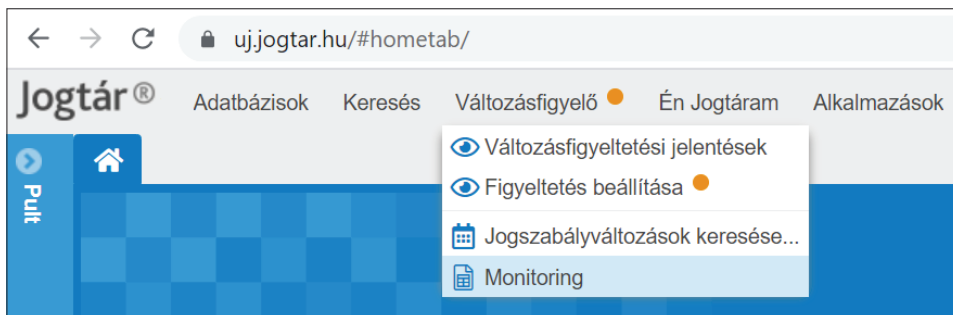 uj.jogtar.hu/#hometab/
Jogtár® Adatbázisok Keresés Változásfigyelő Én Jogtáram Alkalmazások
Változásfigyeltetési jelentések
Figyeltetés beállítása
Jogszabályváltozások keresése...
Monitoring
Pult